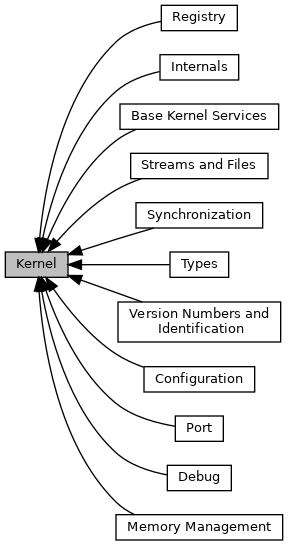 Registry
Internals
Base Kernel Services
Streams and Files
Synchronization
Kernel
Types
Version Numbers and
Identification
Configuration
Port
Debug
Memory Management